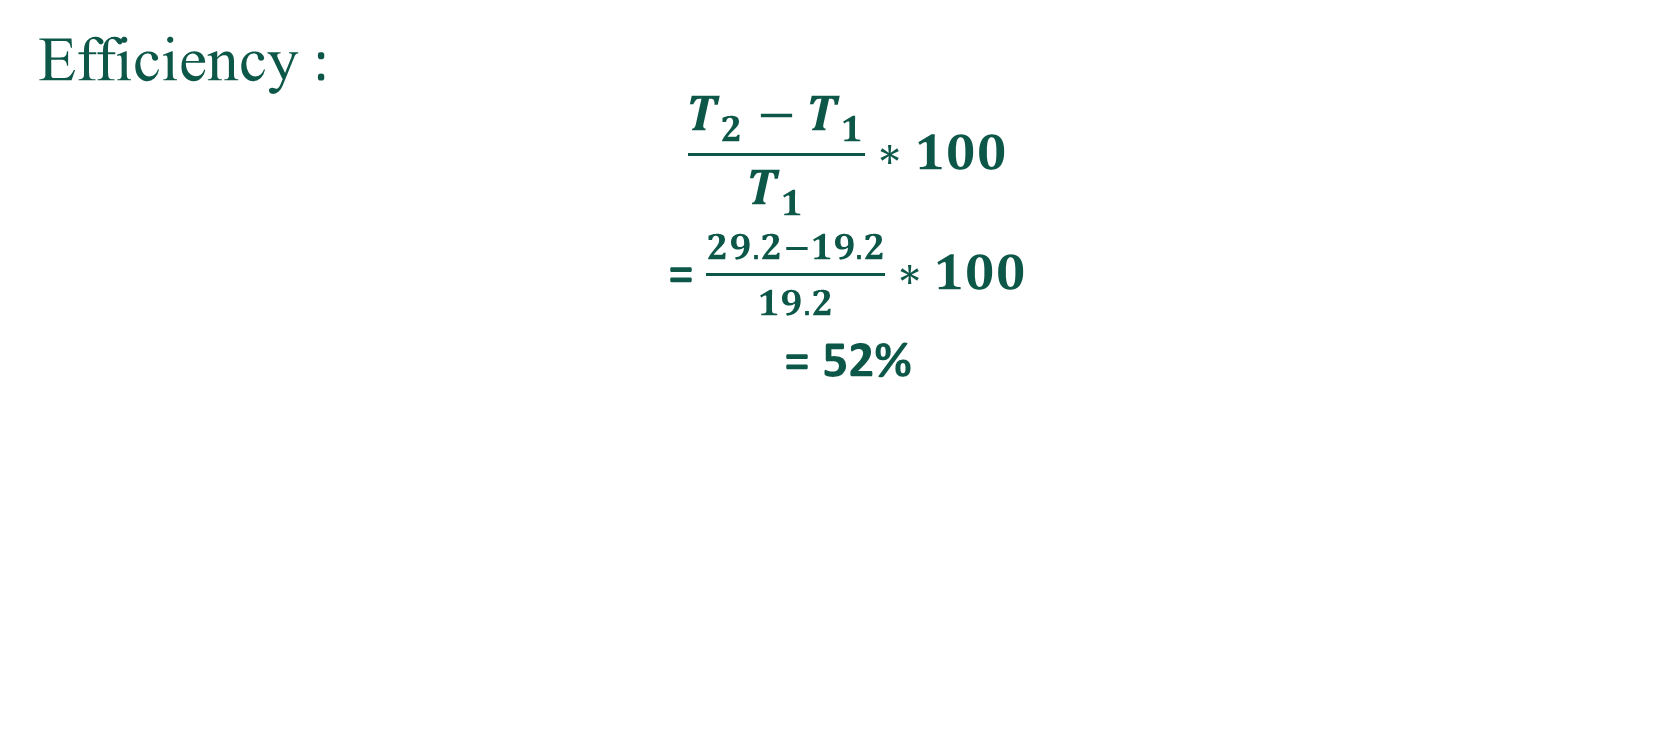 Efficiency :
(T₂ − T₁) / T₁ ∗ 100
= (29.2−19.2) / 19.2 ∗ 100
= 52%